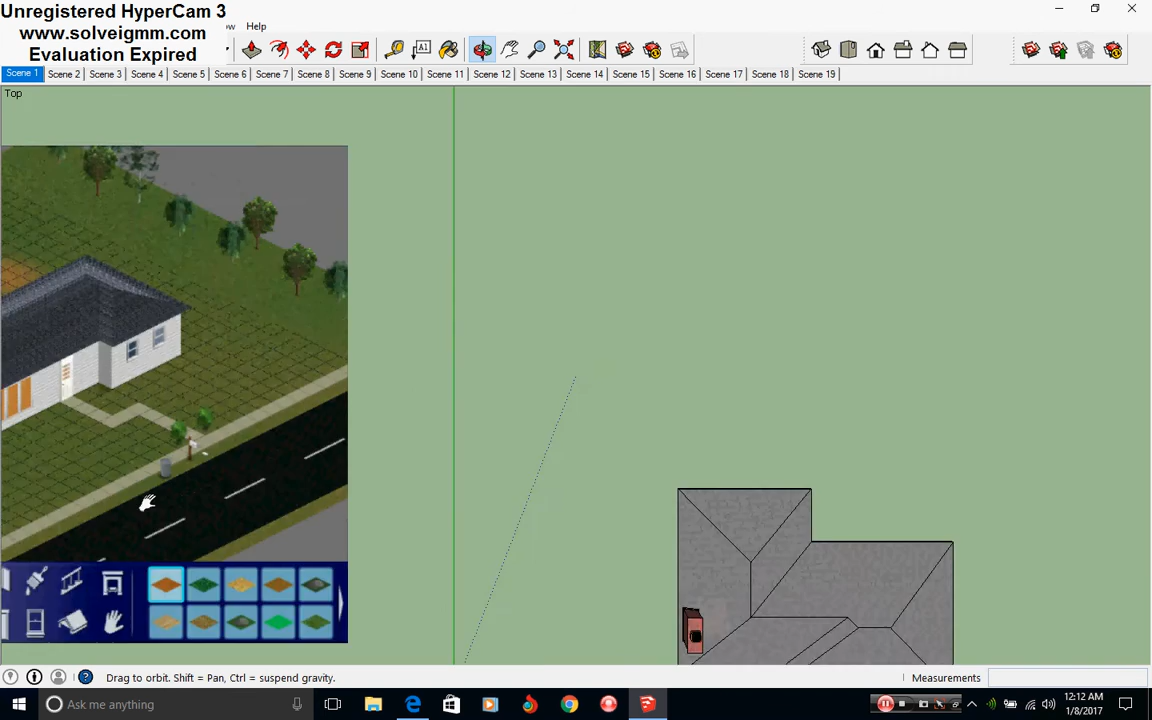 Unregistered HyperCam 3
www.solveigmm.com
Evaluation Expired
ow Help
A1
Scene 1 Scene 2 Scene 3 Scene 4 Scene 5 Scene 6 Scene 7 Scene 8 Scene 9 Scene 10 Scene 11 Scene 12 Scene 13 Scene 14 Scene 15 Scene 16 Scene 17 Scene 18 Scene 19
Top
Drag to orbit. Shift = Pan, Ctrl = suspend gravity.
Measurements
Ask me anything
12:12 AM
1/8/2017